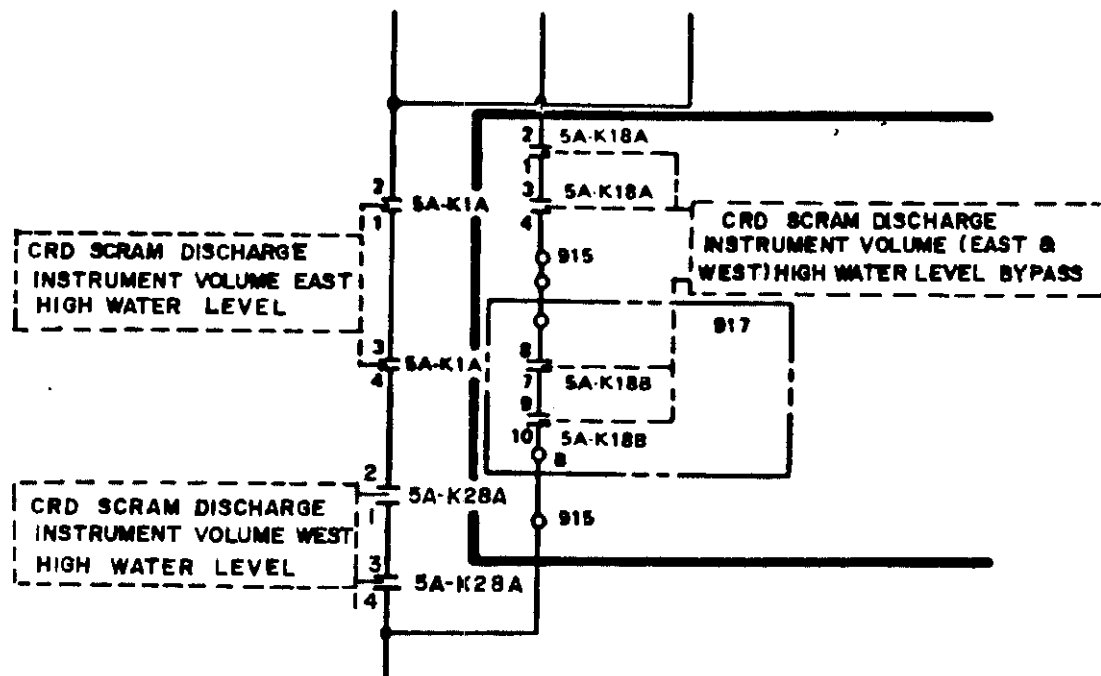 2
5A-K18A
1
3
5A-K18A
4
2
5A-K1A
1
CRD SCRAM DISCHARGE
INSTRUMENT VOLUME (EAST &
WEST) HIGH WATER LEVEL BYPASS
CRD SCRAM DISCHARGE
INSTRUMENT VOLUME EAST
HIGH WATER LEVEL
915
917
3
5A-K1A
4
8
7
5A-K18B
9
10
5A-K18B
8
2
5A-K28A
1
CRD SCRAM DISCHARGE
INSTRUMENT VOLUME WEST
HIGH WATER LEVEL
915
3
5A-K28A
4